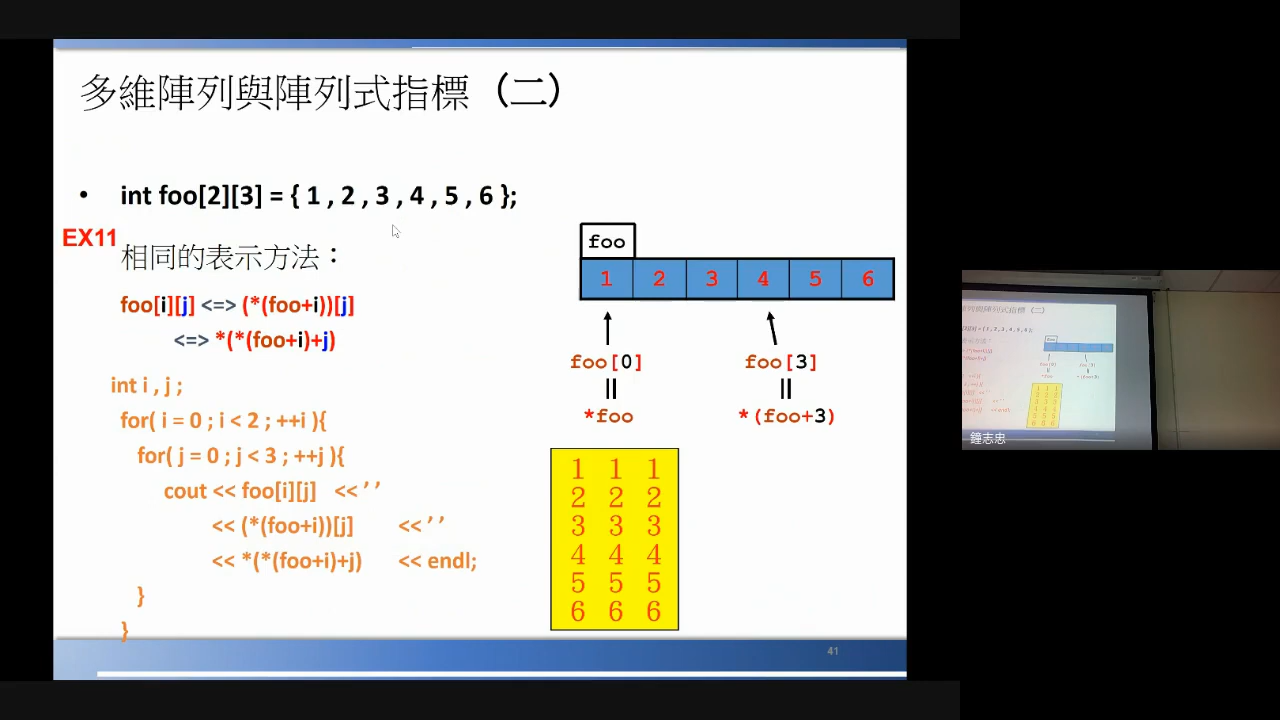 多維陣列與陣列式指標（二）
• int foo[2][3] = { 1 , 2 , 3 , 4 , 5 , 6 };
EX11
相同的表示方法：
foo[i][j] <=> (*(foo+i))[j]
<=> *(*(foo+i)+j)
int i , j ;
for( i = 0 ; i < 2 ; ++i ){
for( j = 0 ; j < 3 ; ++j ){
cout << foo[i][j] << ’ ’
<< (*(foo+i))[j] << ’ ’
<< *(*(foo+i)+j) << endl;
}
}
foo
1 2 3 4 5 6
foo[0] foo[3]
|| ||
*foo *(foo+3)
1 1 1
2 2 2
3 3 3
4 4 4
5 5 5
6 6 6
41
鐘志忠